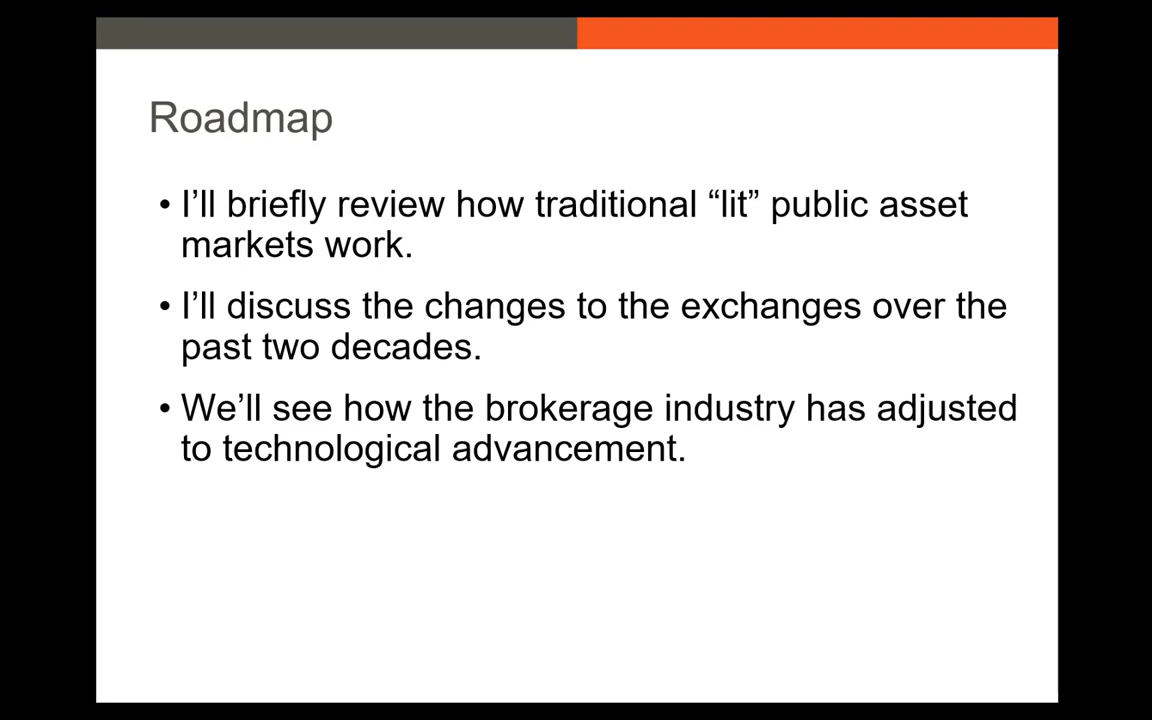 Roadmap
• I’ll briefly review how traditional “lit” public asset
markets work.
• I’ll discuss the changes to the exchanges over the
past two decades.
• We’ll see how the brokerage industry has adjusted
to technological advancement.